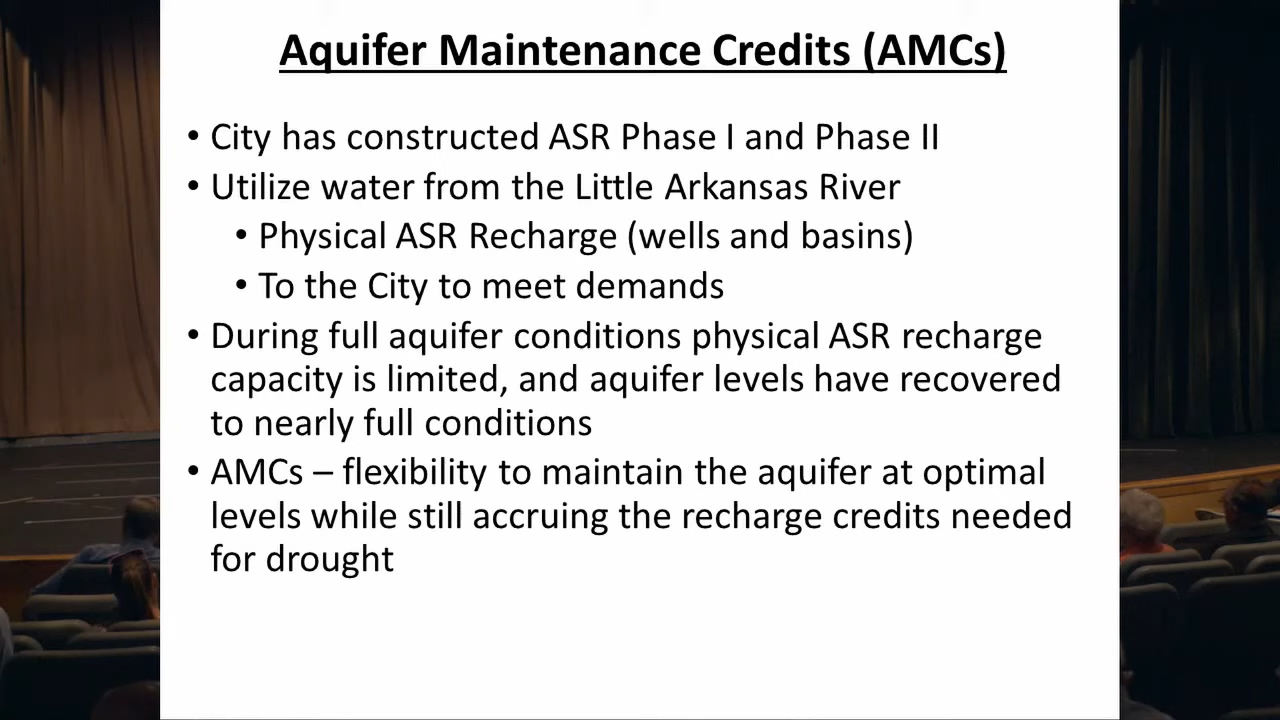 Aquifer Maintenance Credits (AMCs)
• City has constructed ASR Phase I and Phase II
• Utilize water from the Little Arkansas River
• Physical ASR Recharge (wells and basins)
• To the City to meet demands
• During full aquifer conditions physical ASR recharge
capacity is limited, and aquifer levels have recovered
to nearly full conditions
• AMCs – flexibility to maintain the aquifer at optimal
levels while still accruing the recharge credits needed
for drought